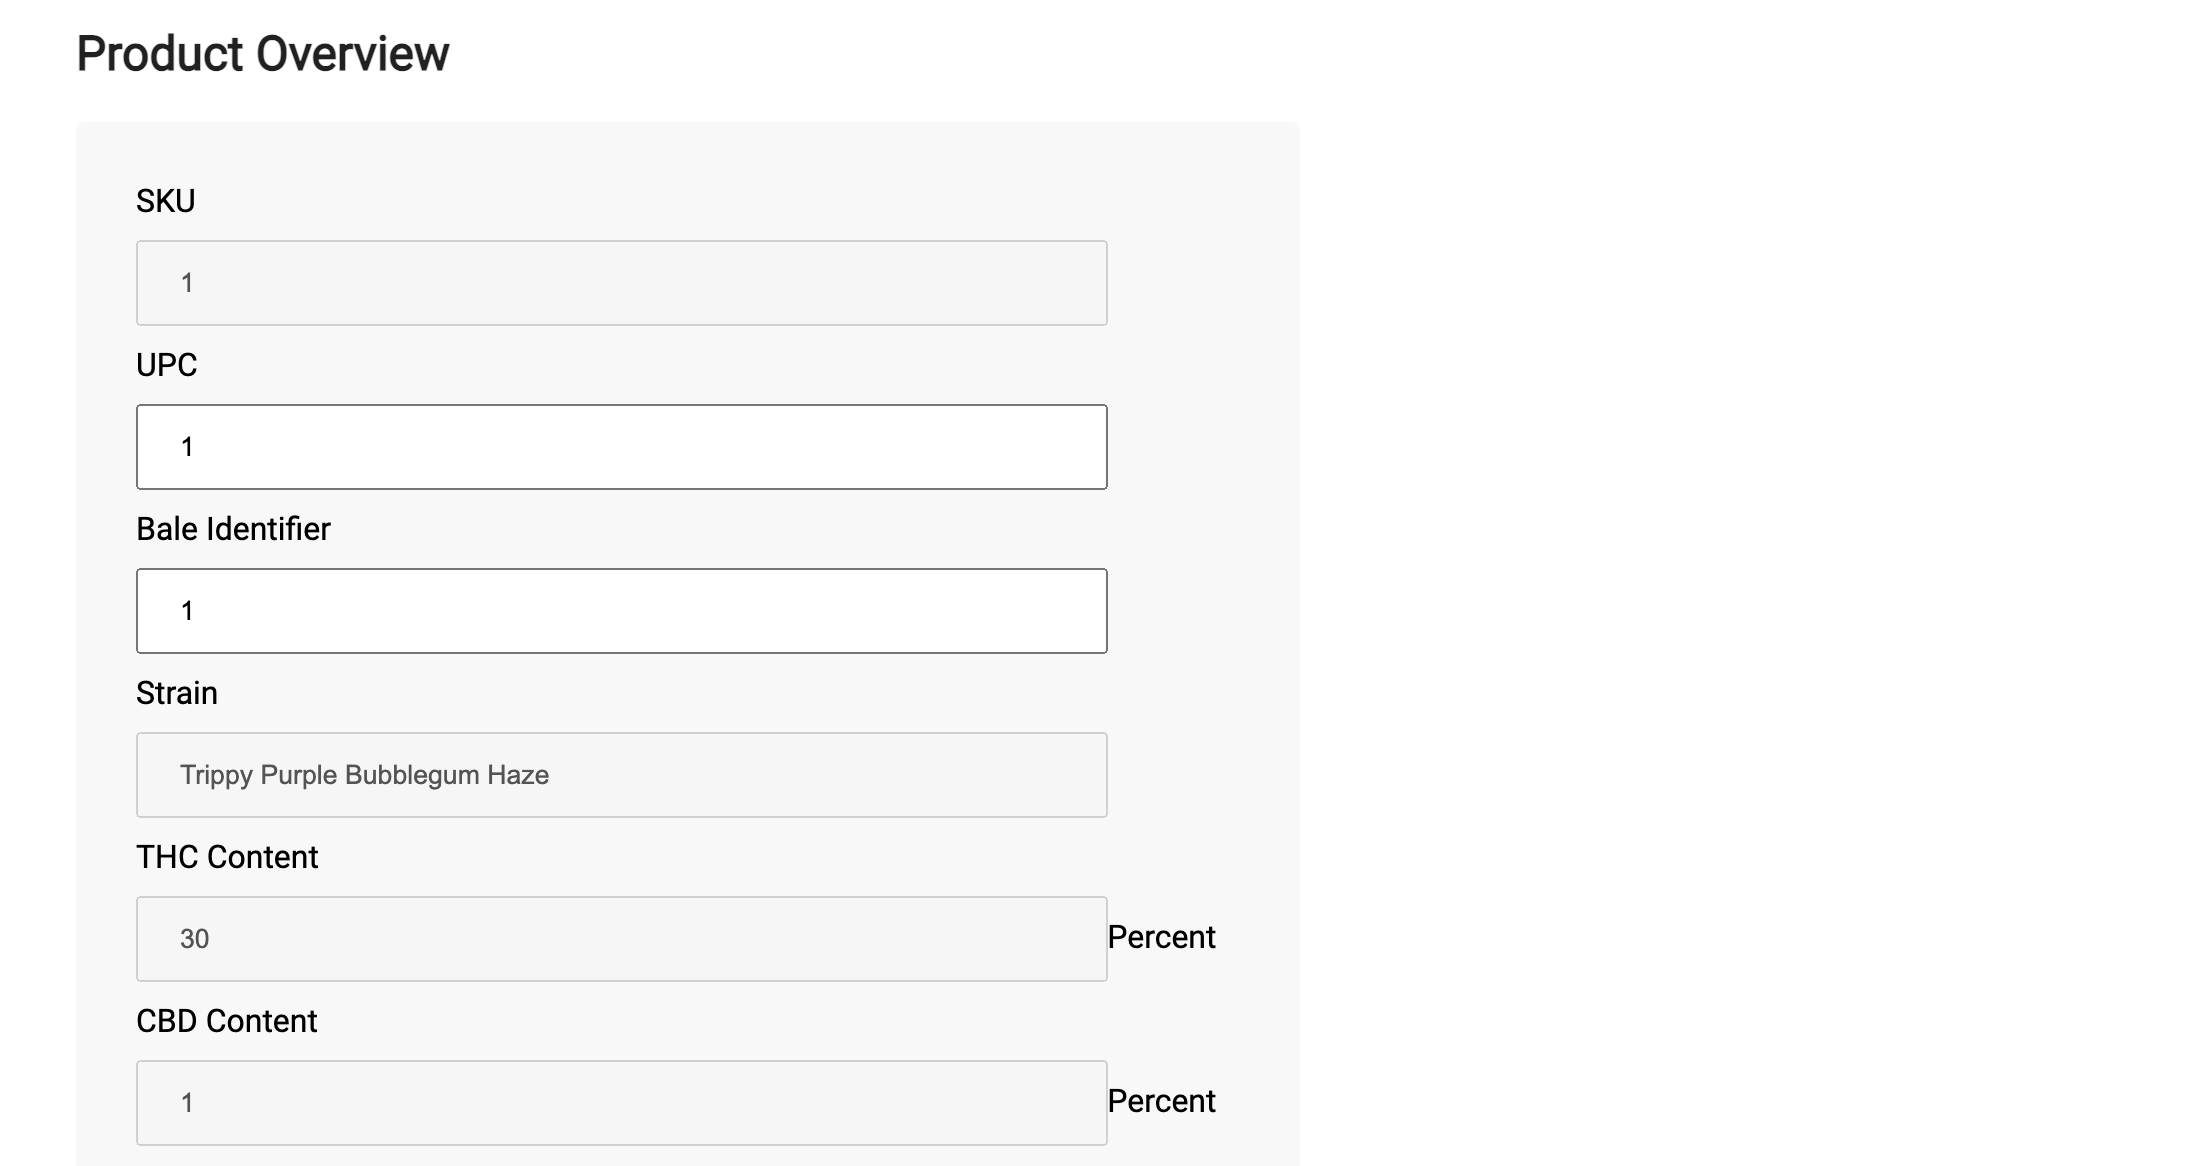 Product Overview
SKU
1
UPC
1
Bale Identifier
1
Strain
Trippy Purple Bubblegum Haze
THC Content
30 Percent
CBD Content
1 Percent